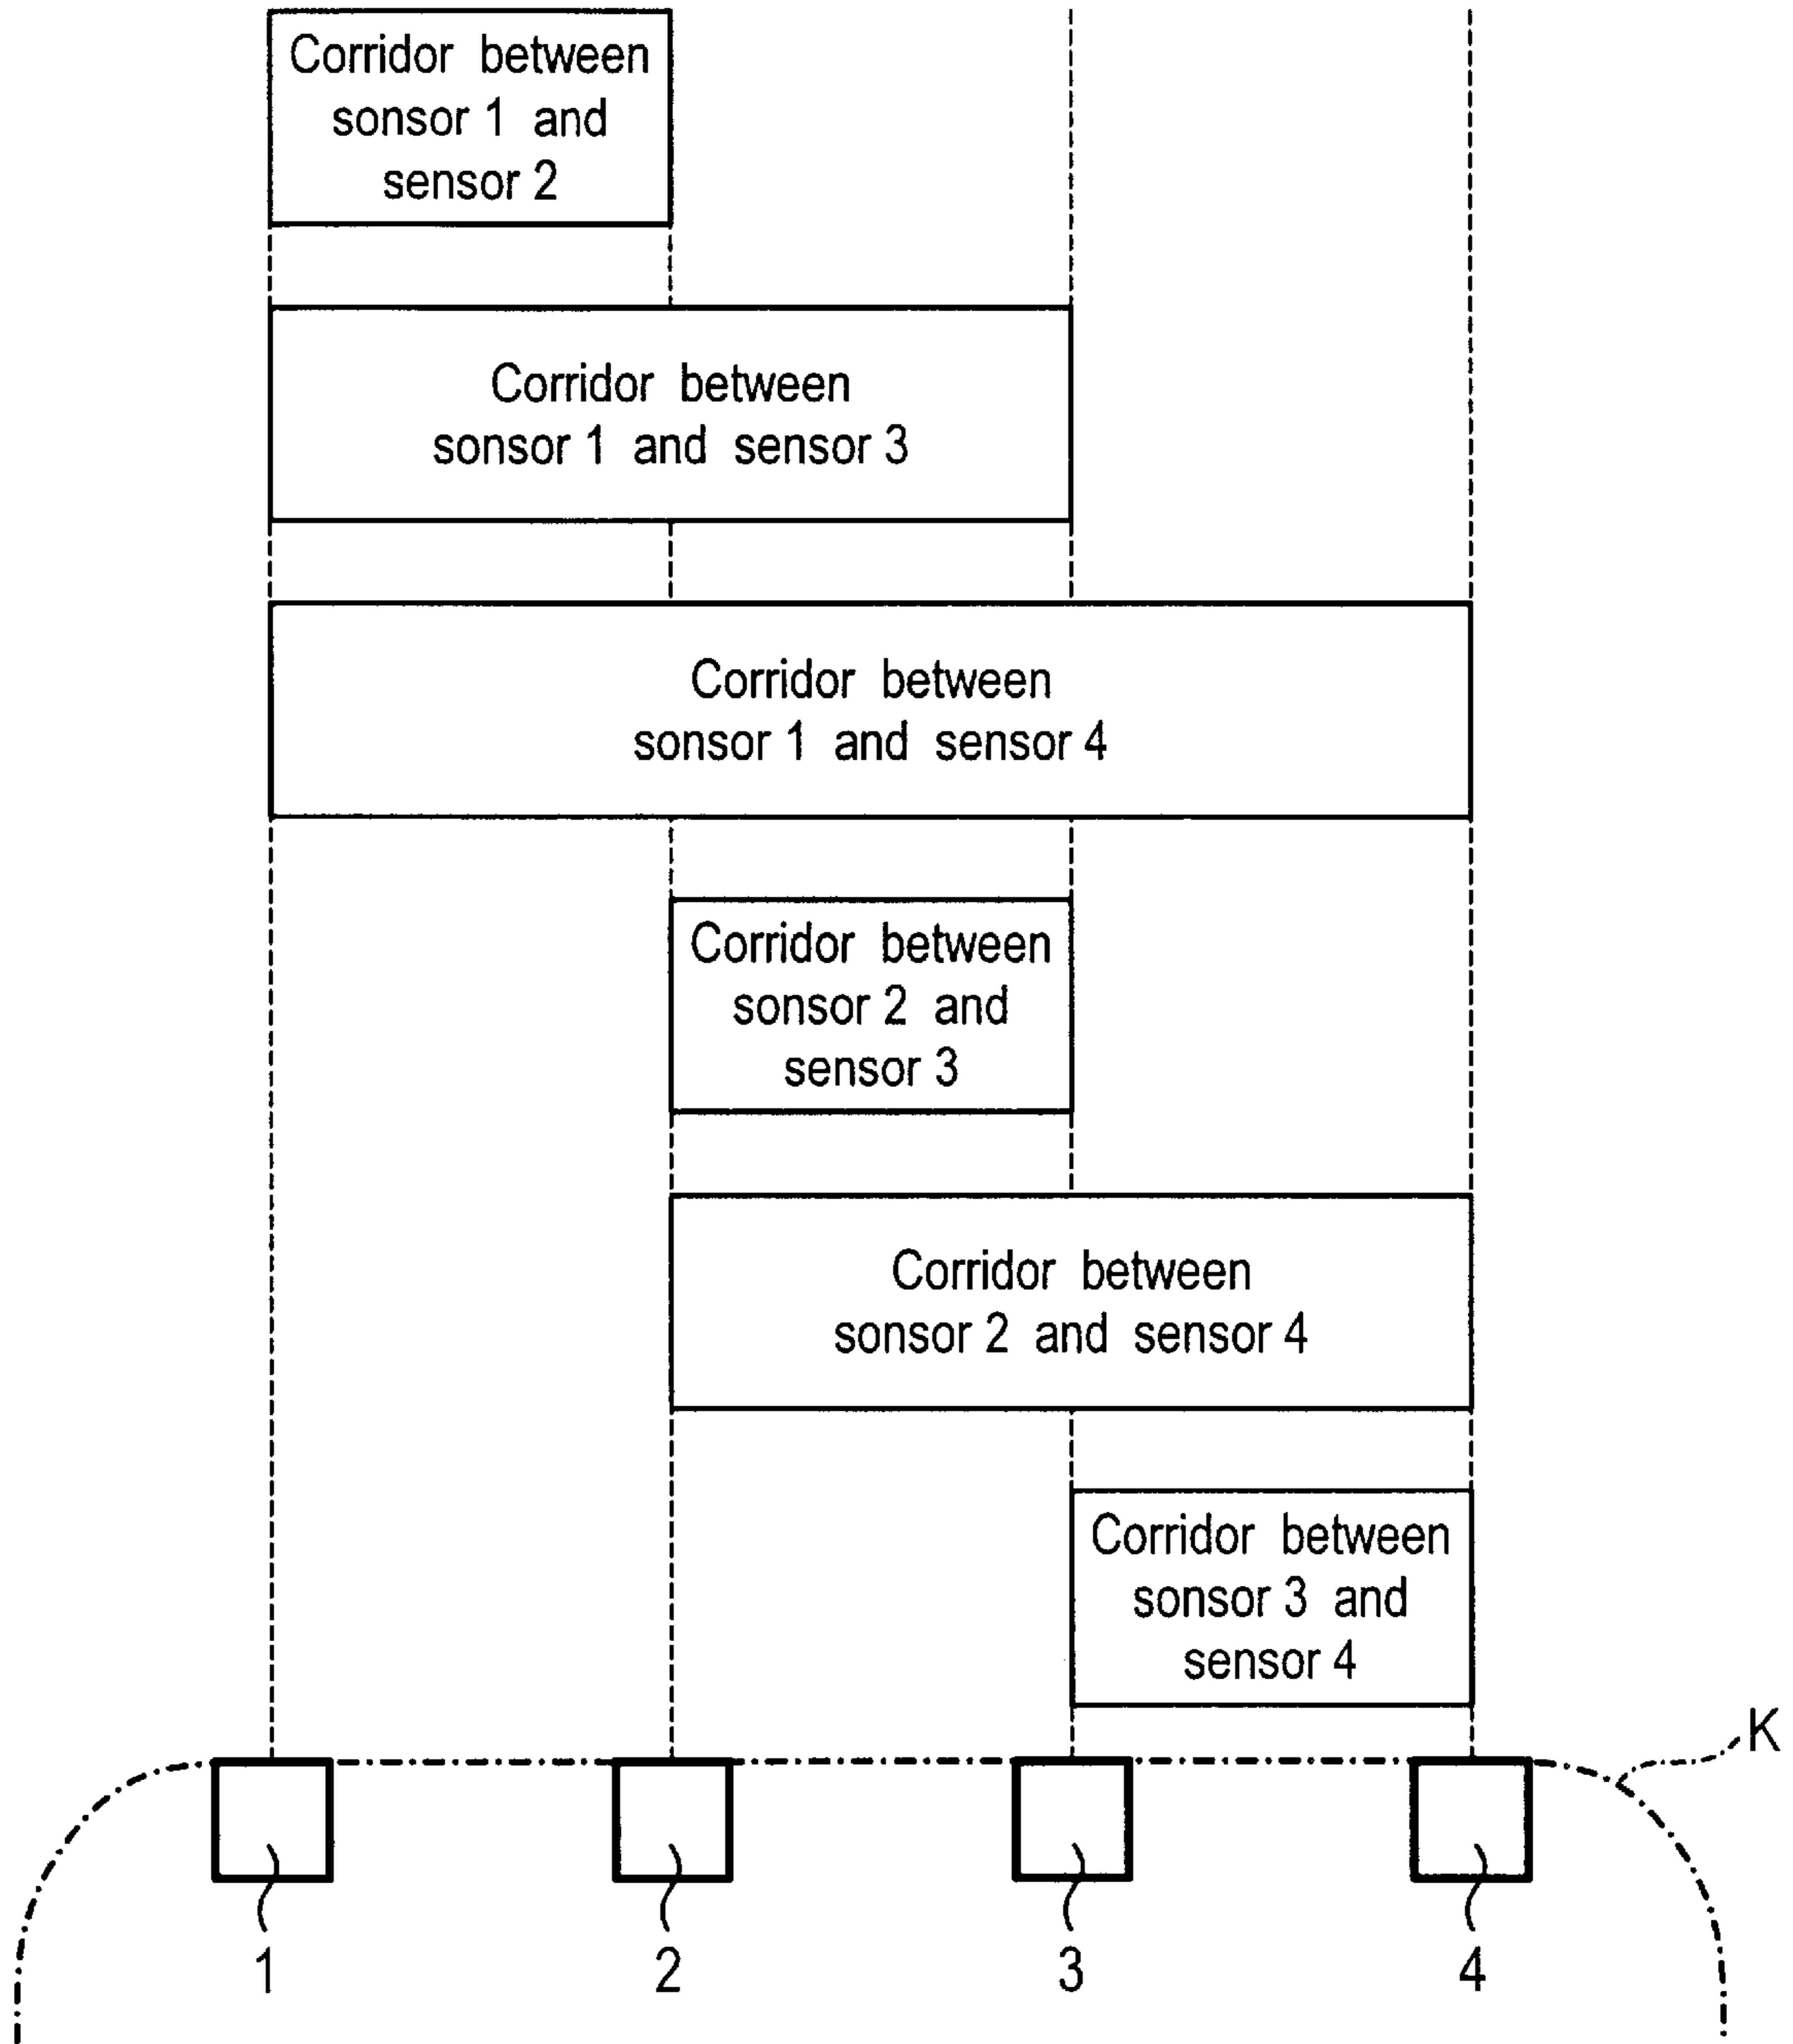 Corridor between
sonsor 1 and
sensor 2
Corridor between
sonsor 1 and sensor 3
Corridor between
sonsor 1 and sensor 4
Corridor between
sonsor 2 and
sensor 3
Corridor between
sonsor 2 and sensor 4
Corridor between
sonsor 3 and
sensor 4
K
1 2 3 4